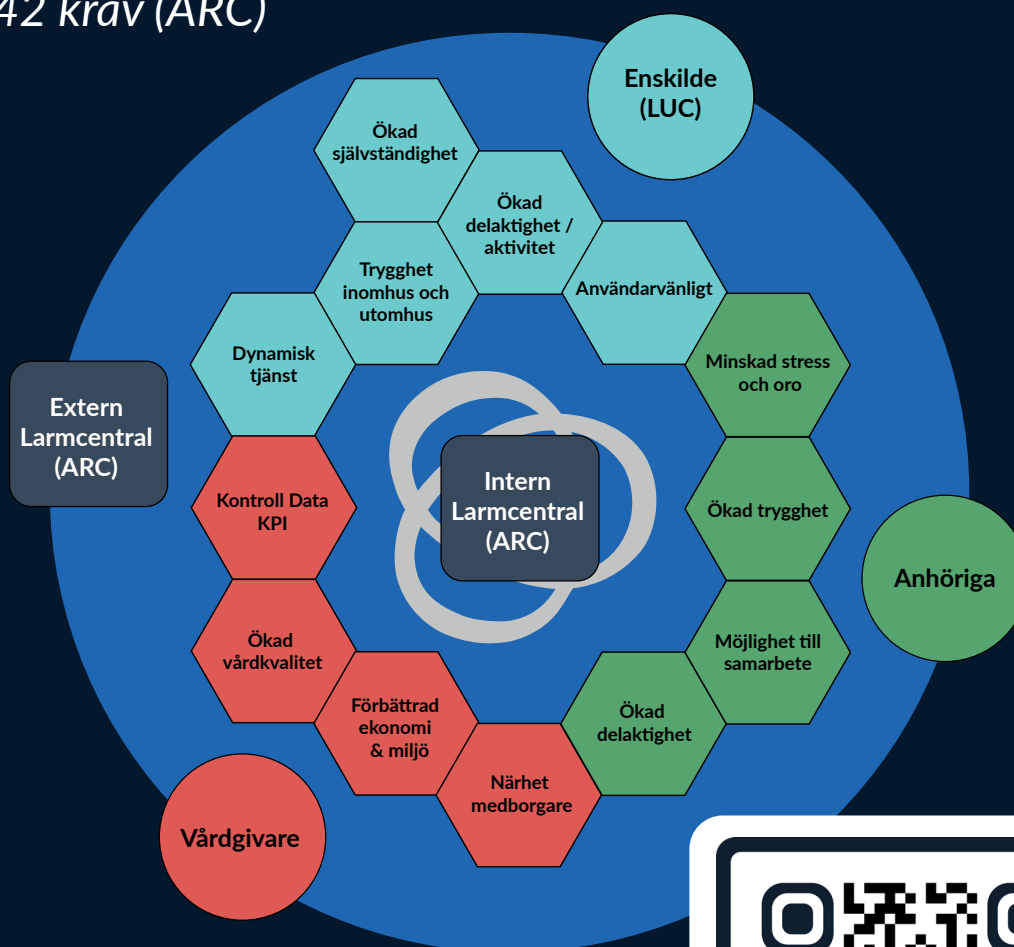 42 krav (ARC)
Enskilde
(LUC)
Ökad
självständighet
Ökad
delaktighet /
aktivitet
Trygghet
inomhus och
utomhus
Användarvänligt
Dynamisk
tjänst
Minskad stress
och oro
Extern
Larmcentral
(ARC)
Intern
Larmcentral
(ARC)
Kontroll Data
KPI
Ökad trygghet
Anhöriga
Ökad
vårdkvalitet
Möjlighet till
samarbete
Förbättrad
ekonomi
& miljö
Ökad
delaktighet
Närhet
medborgare
Vårdgivare